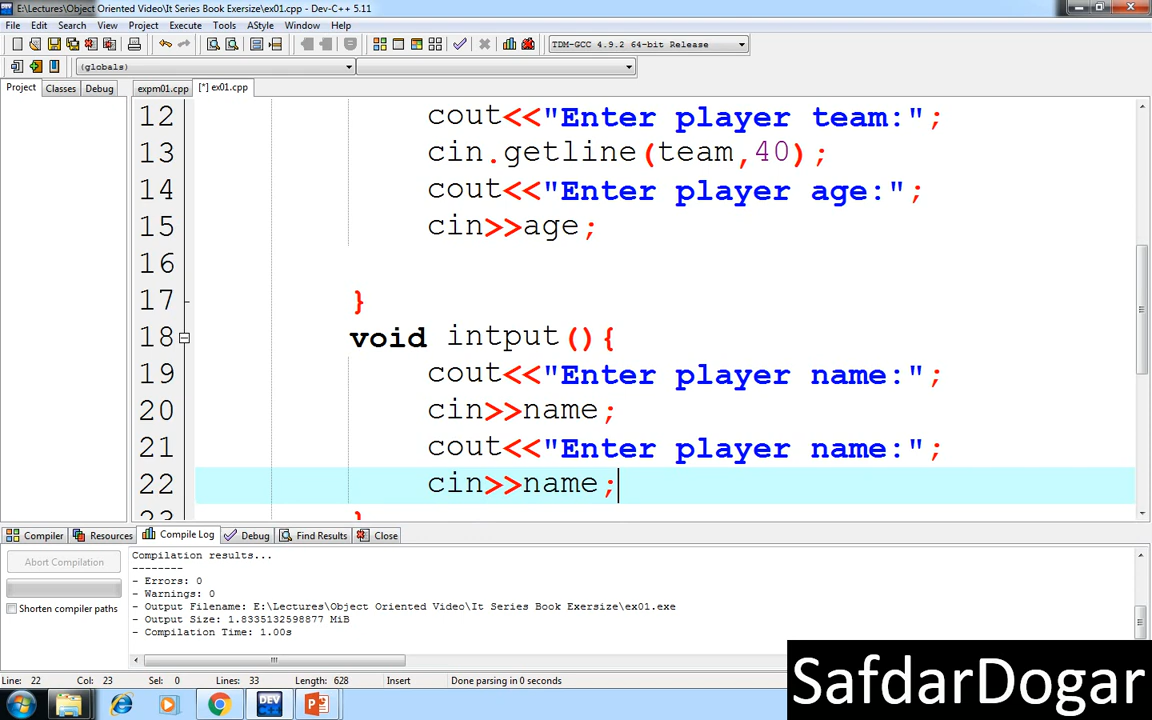 E:\Lectures\Object Oriented Video\It Series Book Exersize\ex01.cpp - Dev-C++ 5.11
File Edit Search View Project Execute Tools AStyle Window Help
TDM-GCC 4.9.2 64-bit Release
(globals)
Project Classes Debug expm01.cpp [*] ex01.cpp
12 cout<<"Enter player team:";
13 cin.getline(team,40);
14 cout<<"Enter player age:";
15 cin>>age;
16
17 }
18 void intput(){
19 cout<<"Enter player name:";
20 cin>>name;
21 cout<<"Enter player name:";
22 cin>>name;
23 }
Compiler Resources Compile Log Debug Find Results Close
Abort Compilation
Shorten compiler paths
Compilation results...
--------
- Errors: 0
- Warnings: 0
- Output Filename: E:\Lectures\Object Oriented Video\It Series Book Exersize\ex01.exe
- Output Size: 1.8335132598877 MiB
- Compilation Time: 1.00s
Line: 22 Col: 23 Sel: 0 Lines: 33 Length: 628 Insert Done parsing in 0 seconds
DEV
SafdarDogar